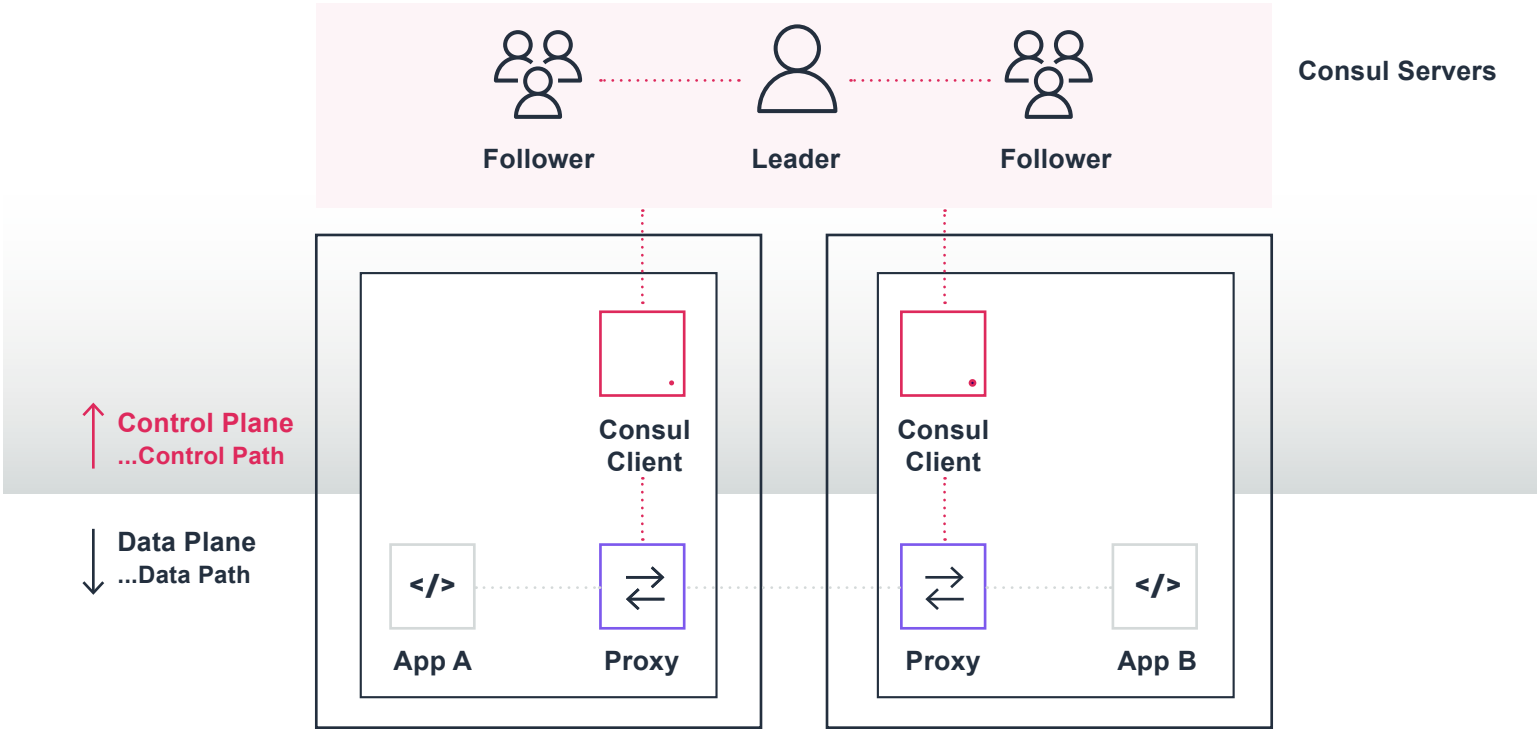 Consul Servers
Follower
Leader
Follower
Control Plane
...Control Path
Consul
Client
Consul
Client
Data Plane
...Data Path
</>
</>
App A
Proxy
Proxy
App B